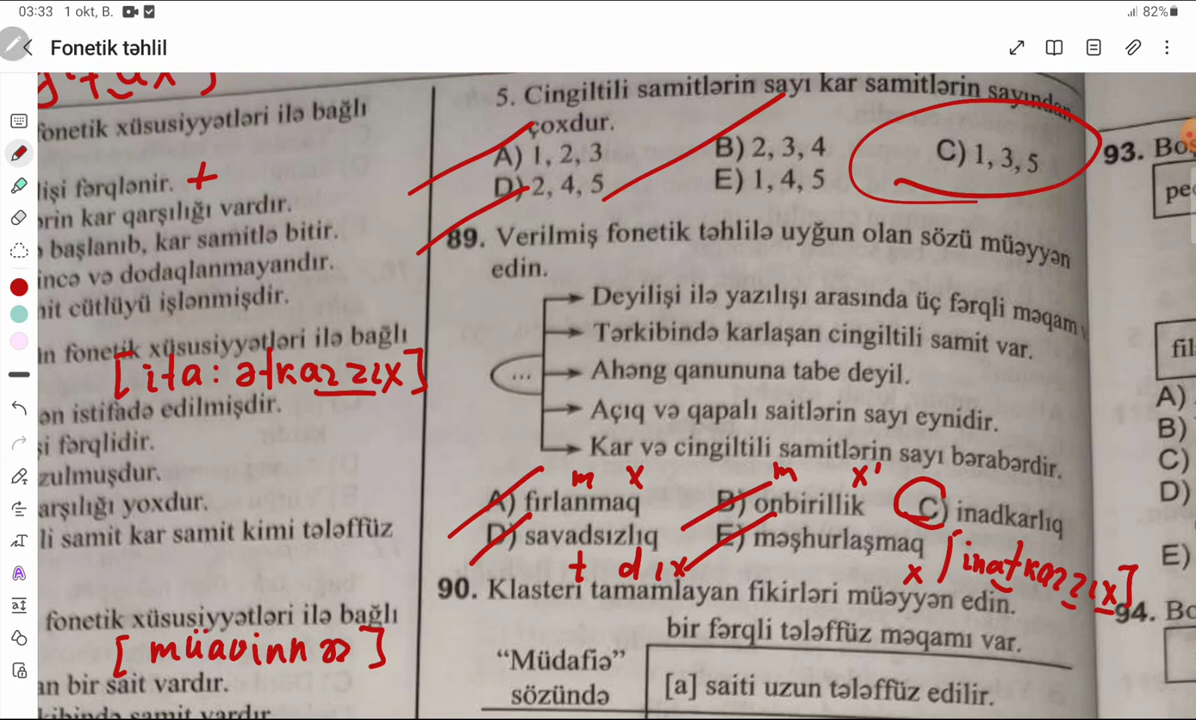 03:33 1 okt, B. 82%
Fonetik təhlil
fonetik xüsusiyyətləri ilə bağlı
lişi fərqlənir. +
ərin kar qarşılığı vardır.
başlanıb, kar samitlə bitir.
incə və dodaqlanmayandır.
nit cütlüyü işlənmişdir.
ın fonetik xüsusiyyətləri ilə bağlı
ən istifadə edilmişdir.
si fərqlidir.
zulmuşdur.
arşılığı yoxdur.
li samit kar samit kimi tələffüz
fonetik xüsusiyyətləri ilə bağlı
[müavinnər]
an bir sait vardır.
5. Cingiltili samitlərin sayı kar samitlərin sayından
çoxdur.
A) 1, 2, 3 B) 2, 3, 4 C) 1, 3, 5
D) 2, 4, 5 E) 1, 4, 5
89. Verilmiş fonetik təhlilə uyğun olan sözü müəyyən
edin.
Deyilişi ilə yazılışı arasında üç fərqli məqam
Tərkibində karlaşan cingiltili samit var.
... Ahəng qanununa tabe deyil.
Açıq və qapalı saitlərin sayı eynidir.
Kar və cingiltili samitlərin sayı bərabərdir.
m x m x'
A) fırlanmaq B) onbirillik C) inadkarlıq
D) savadsızlıq E) məşhurlaşmaq
t d ı x x
90. Klasteri tamamlayan fikirləri müəyyən edin.
bir fərqli tələffüz məqamı var.
"Müdafiə"
sözündə [a] saiti uzun tələffüz edilir.
93. Bos
A)
B)
C)
D)
E)
94. Bo